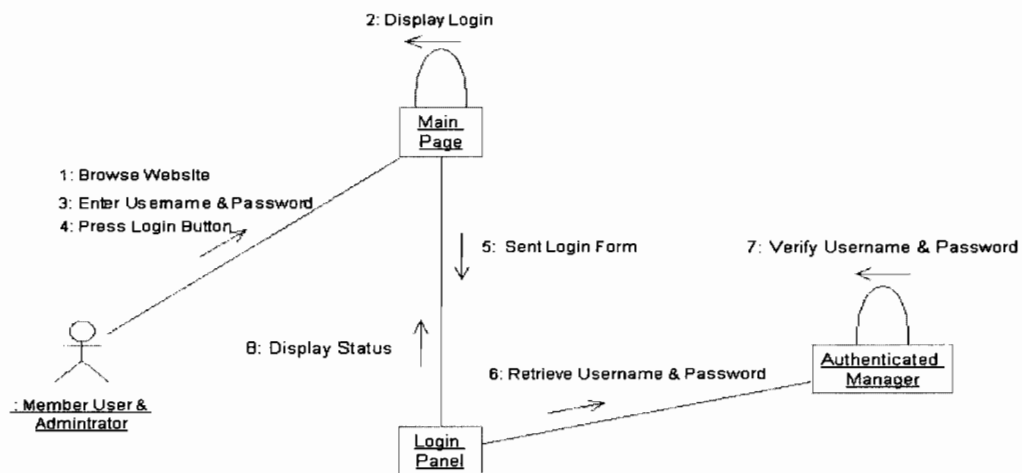 2: Display Login
Main
Page
1: Browse Website
3: Enter Username & Password
4: Press Login Button
5: Sent Login Form
7: Verify Username & Password
8: Display Status
Authenticated
Manager
6: Retrieve Username & Password
: Member User &
Admintrator
Login
Panel